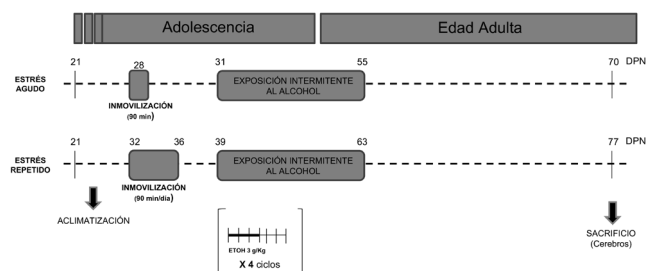 Adolescencia
Edad Adulta
21
28
31
55
70
DPN
ESTRÉS
AGUDO
EXPOSICIÓN INTERMITENTE
AL ALCOHOL
INMOVILIZACIÓN
(90 min)
21
32
36
39
63
77
DPN
ESTRÉS
REPETIDO
EXPOSICIÓN INTERMITENTE
AL ALCOHOL
INMOVILIZACIÓN
(90 min/día)
ACLIMATIZACIÓN
ETOH 3 g/Kg
X 4 ciclos
SACRIFICIO
(Cerebros)